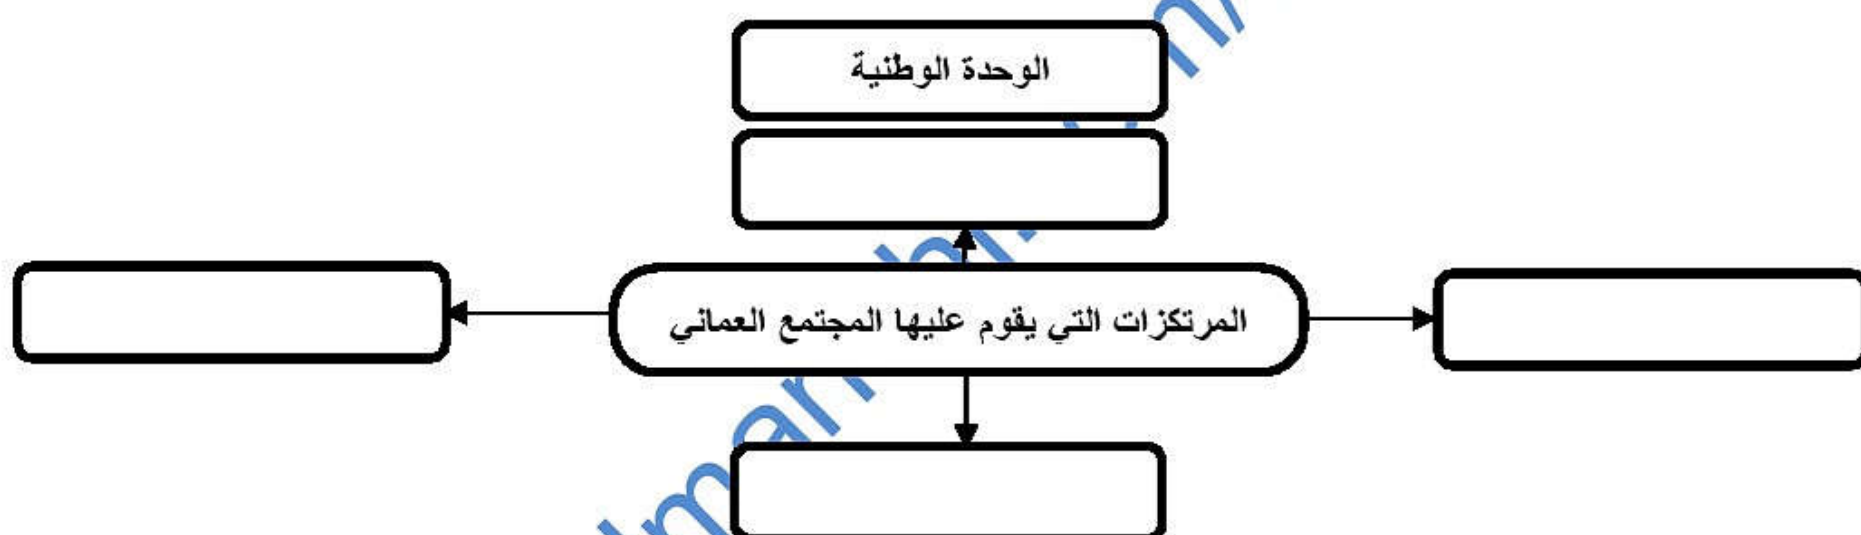 الوحدة الوطنية
المرتكزات التي يقوم عليها المجتمع العماني